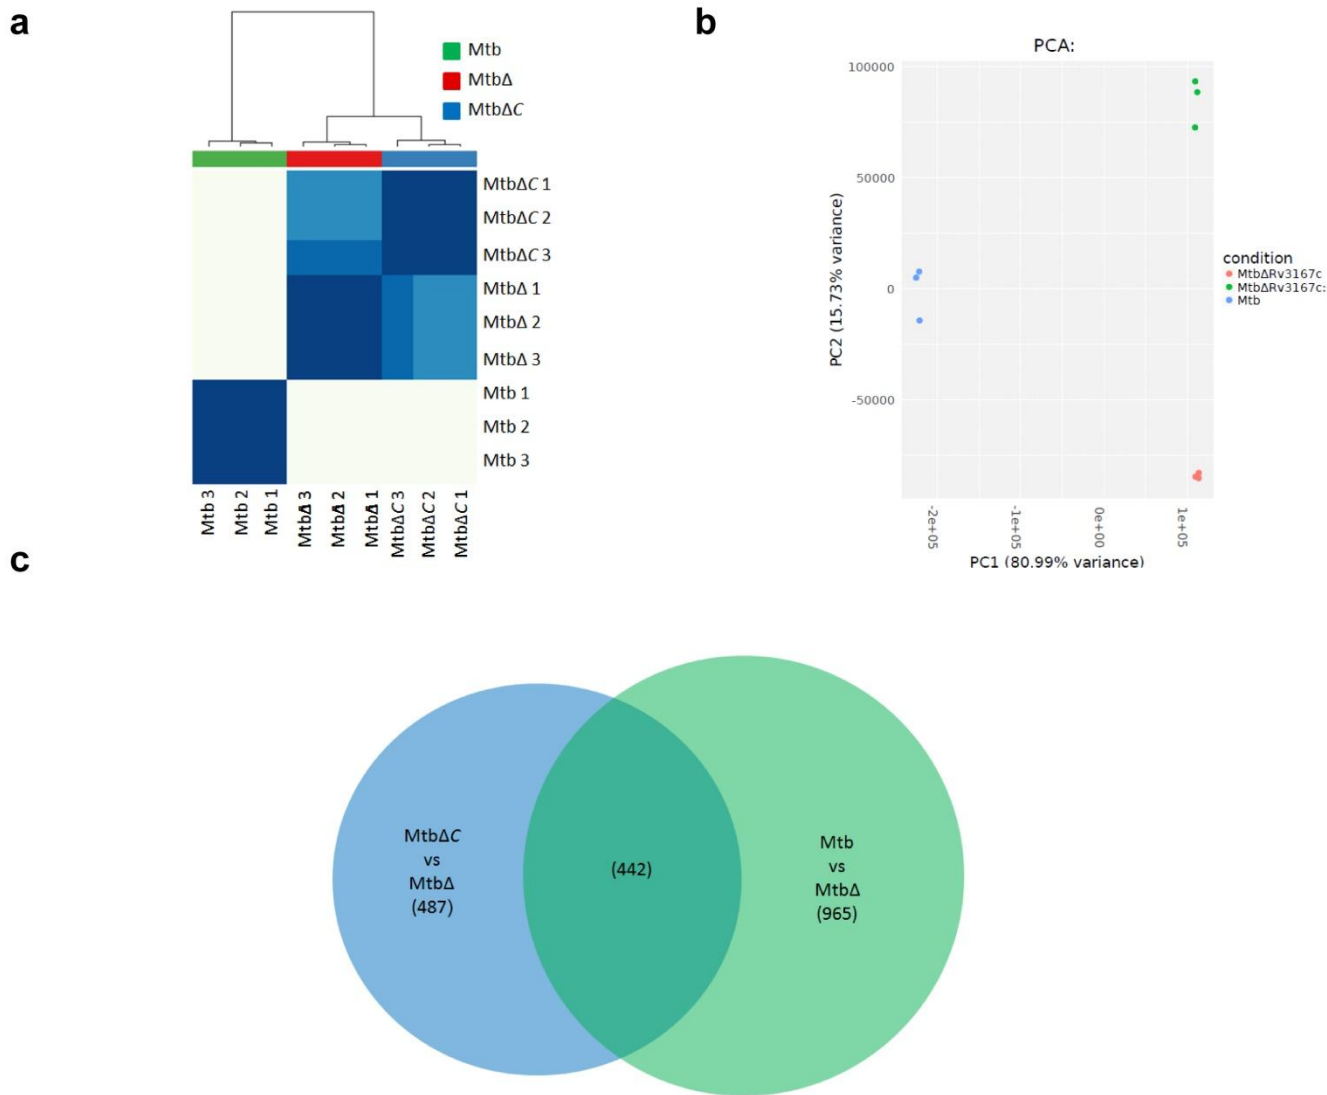 a
Mtb
MtbΔ
MtbΔC
MtbΔC 1
MtbΔC 2
MtbΔC 3
MtbΔ 1
MtbΔ 2
MtbΔ 3
Mtb 1
Mtb 2
Mtb 3
Mtb 3
Mtb 2
Mtb 1
MtbΔ 3
MtbΔ 2
MtbΔ 1
MtbΔC 3
MtbΔC 2
MtbΔC 1
b
PCA:
100000
50000
0
-50000
PC2 (15.73% variance)
-2e+05
-1e+05
0e+00
1e+05
PC1 (80.99% variance)
condition
MtbΔRv3167c
MtbΔRv3167c:
Mtb
c
MtbΔC
vs
MtbΔ
(487)
(442)
Mtb
vs
MtbΔ
(965)